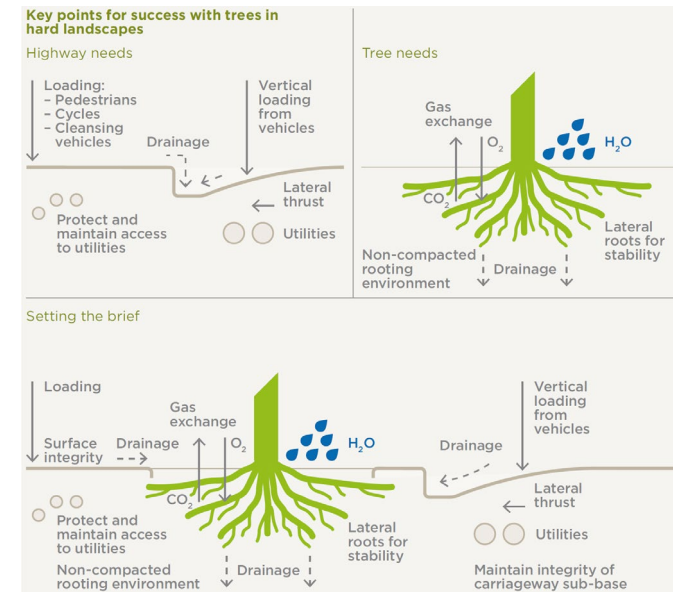 Key points for success with trees in
hard landscapes
Highway needs
Loading:
– Pedestrians
– Cycles
– Cleansing
vehicles
Drainage
Vertical
loading
from
vehicles
Lateral
thrust
Protect and
maintain access
to utilities
Utilities
Tree needs
Gas
exchange
O₂
H₂O
CO₂
Lateral
roots for
stability
Non-compacted
rooting
environment
Drainage
Setting the brief
Loading
Surface
integrity
Drainage
Gas
exchange
O₂
H₂O
CO₂
Protect and
maintain access
to utilities
Lateral
roots for
stability
Non-compacted
rooting environment
Drainage
Vertical
loading
from
vehicles
Drainage
Lateral
thrust
Utilities
Maintain integrity of
carriageway sub-base